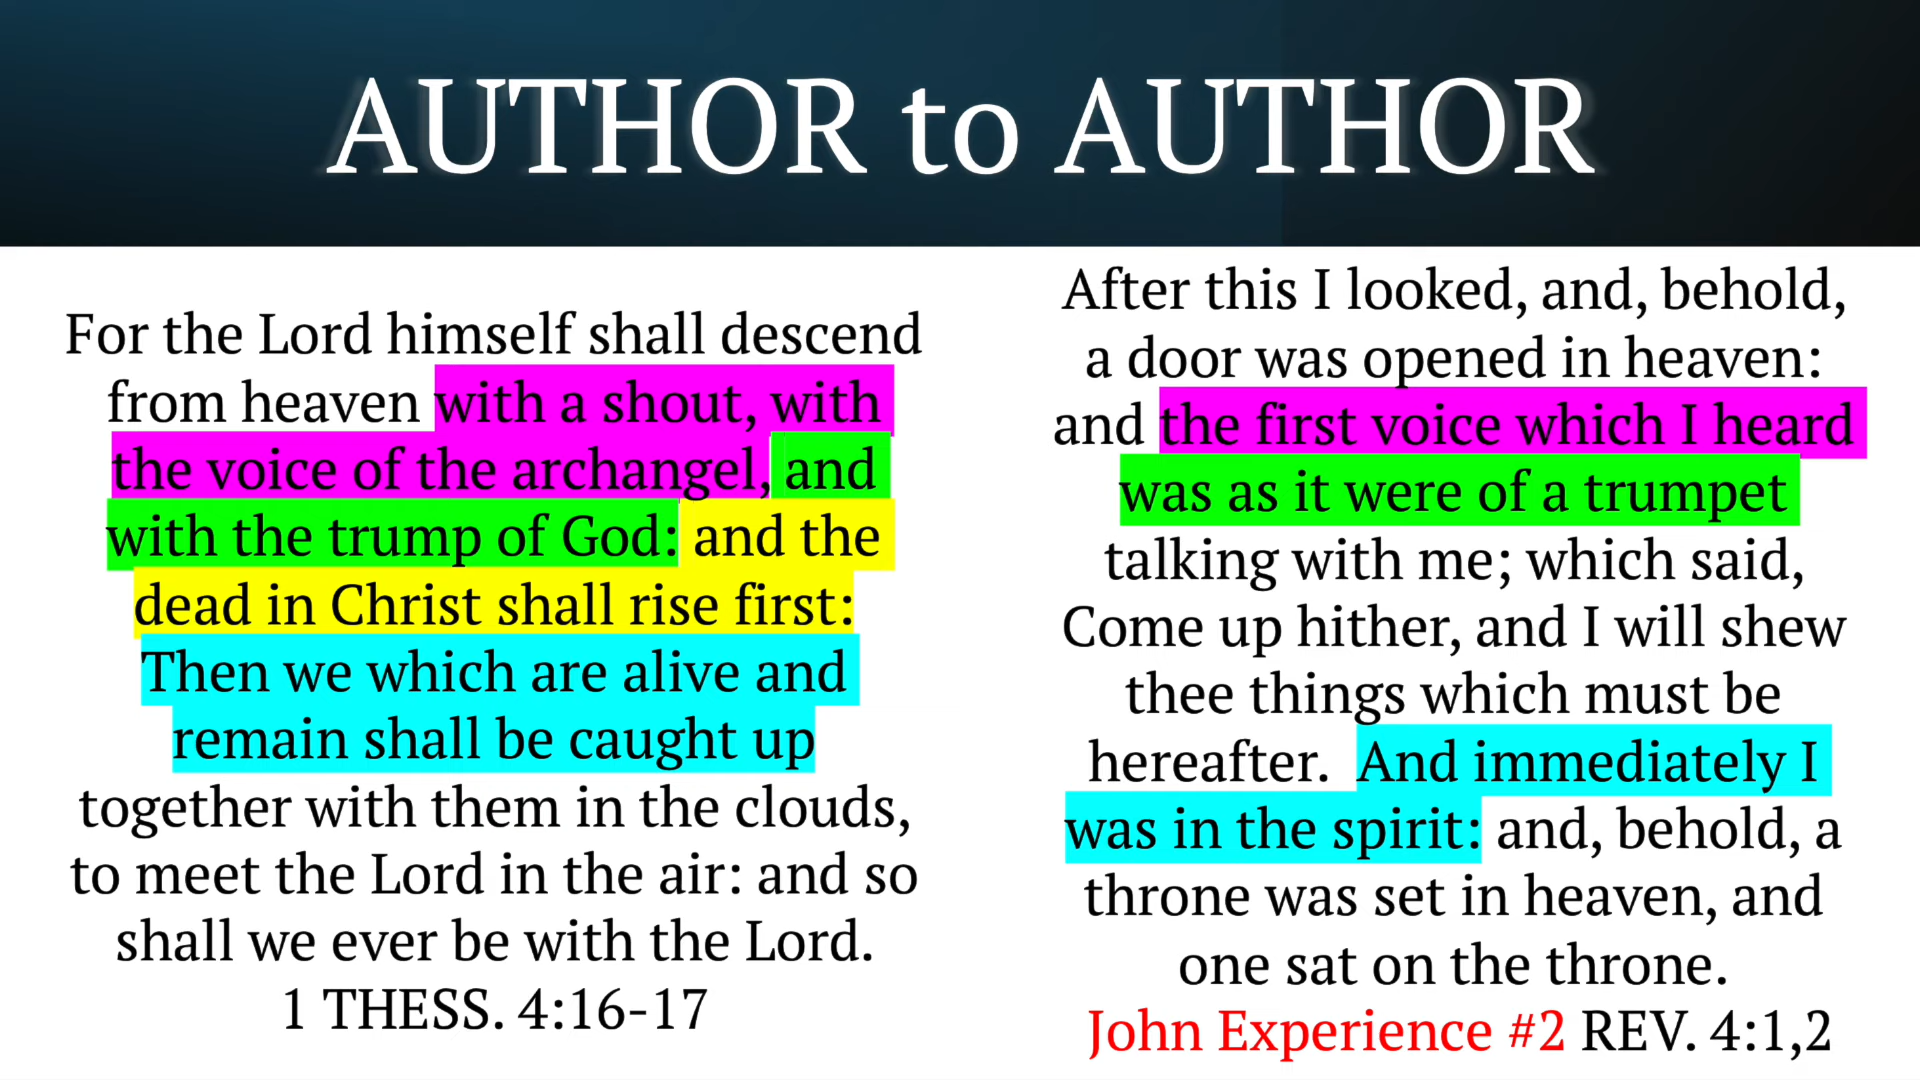 AUTHOR to AUTHOR
For the Lord himself shall descend
from heaven with a shout, with
the voice of the archangel, and
with the trump of God: and the
dead in Christ shall rise first:
Then we which are alive and
remain shall be caught up
together with them in the clouds,
to meet the Lord in the air: and so
shall we ever be with the Lord.
1 THESS. 4:16-17
After this I looked, and, behold,
a door was opened in heaven:
and the first voice which I heard
was as it were of a trumpet
talking with me; which said,
Come up hither, and I will shew
thee things which must be
hereafter. And immediately I
was in the spirit: and, behold, a
throne was set in heaven, and
one sat on the throne.
John Experience #2 REV. 4:1,2